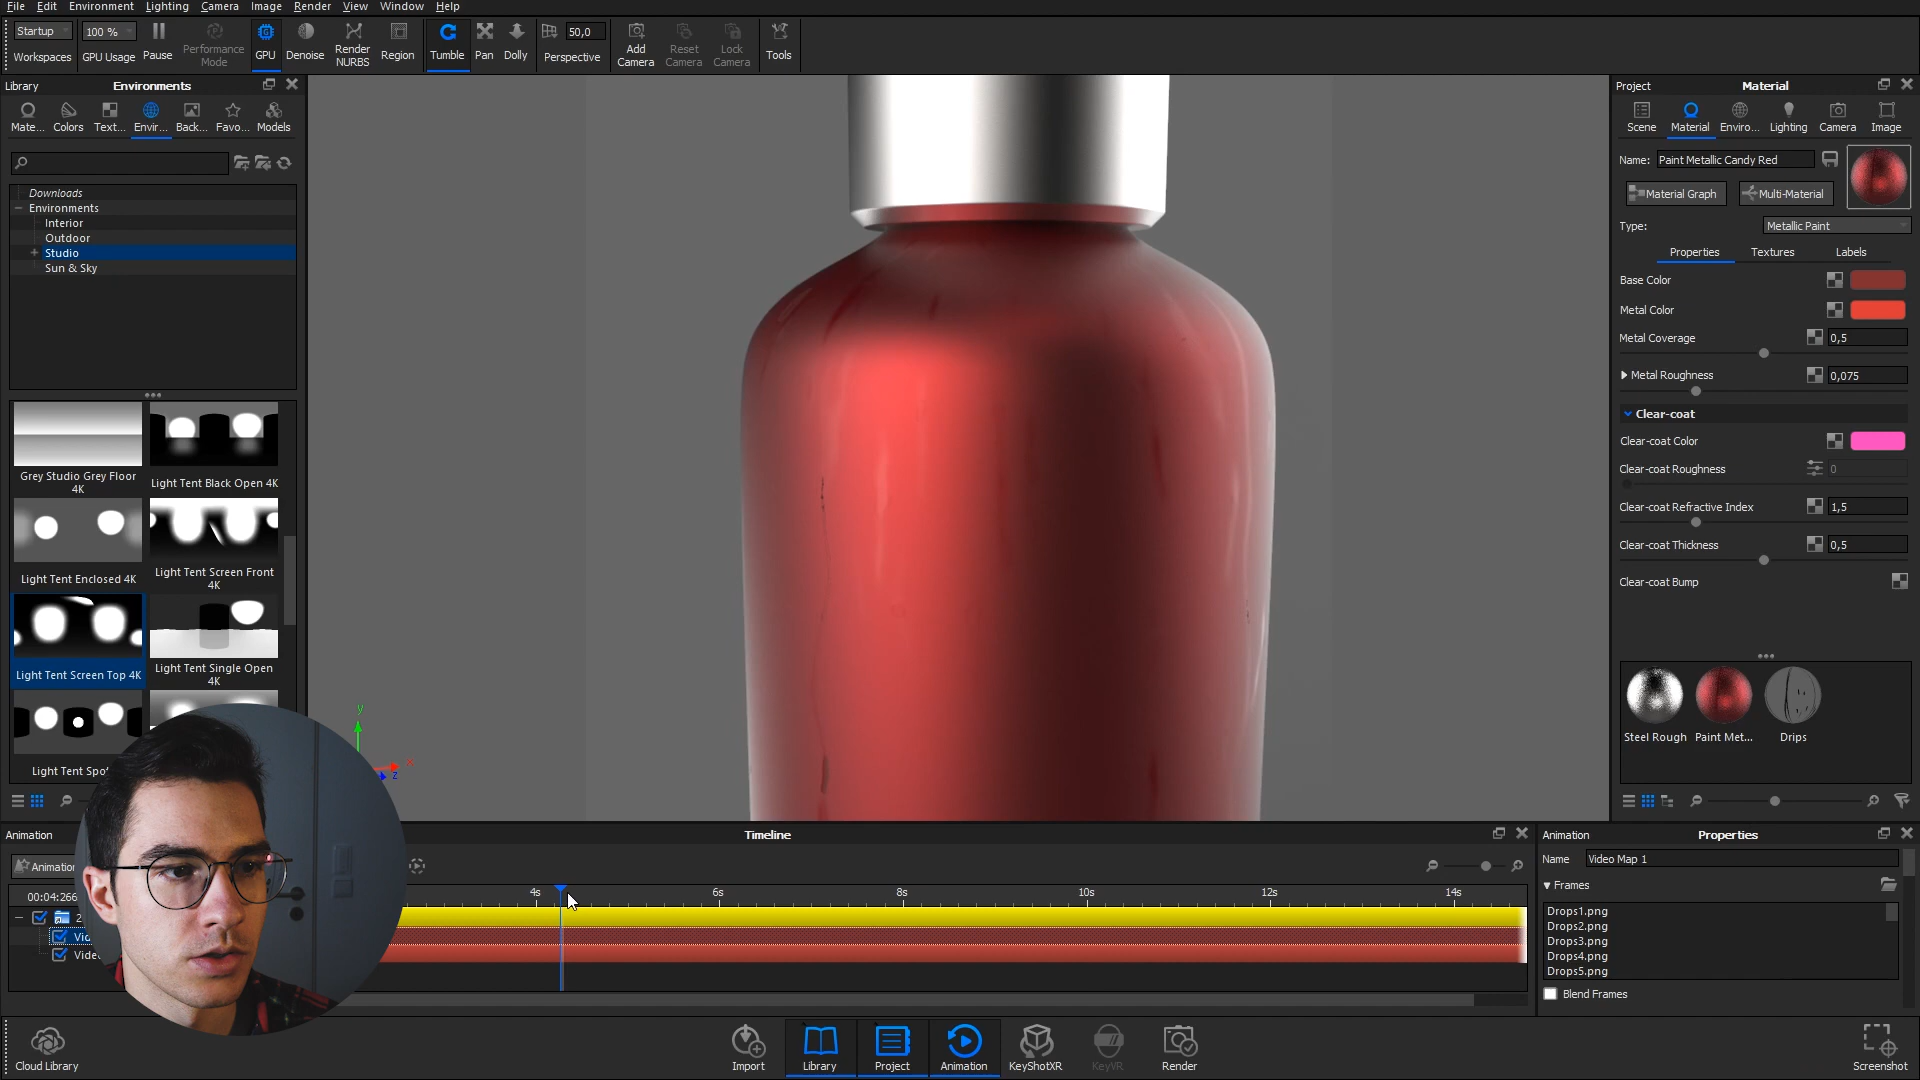 File Edit Environment Lighting Camera Image Render View Window Help
Startup
Workspaces
100 %
GPU Usage
Pause
Performance
Mode
GPU
Denoise
Render
NURBS
Region
Tumble
Pan
Dolly
50,0
Perspective
Add
Camera
Reset
Camera
Lock
Camera
Tools
Library
Environments
Mate...
Colors
Text...
Envir...
Back...
Favo...
Models
Downloads
Environments
Interior
Outdoor
Studio
Sun & Sky
Grey Studio Grey Floor
4K
Light Tent Black Open 4K
Light Tent Enclosed 4K
Light Tent Screen Front
4K
Light Tent Screen Top 4K
Light Tent Single Open
4K
Light Tent Spot
y
x
z
Project
Material
Scene
Material
Enviro...
Lighting
Camera
Image
Name: Paint Metallic Candy Red
Material Graph
Multi-Material
Type: Metallic Paint
Properties
Textures
Labels
Base Color
Metal Color
Metal Coverage 0,5
Metal Roughness 0,075
Clear-coat
Clear-coat Color
Clear-coat Roughness 0
Clear-coat Refractive Index 1,5
Clear-coat Thickness 0,5
Clear-coat Bump
Steel Rough
Paint Met...
Drips
Animation
Timeline
Animation
00:04:266
4s 6s 8s 10s 12s 14s
2
Vid
Video
Animation
Properties
Name Video Map 1
Frames
Drops1.png
Drops2.png
Drops3.png
Drops4.png
Drops5.png
Blend Frames
Cloud Library
Import
Library
Project
Animation
KeyShotXR
KeyVR
Render
Screenshot